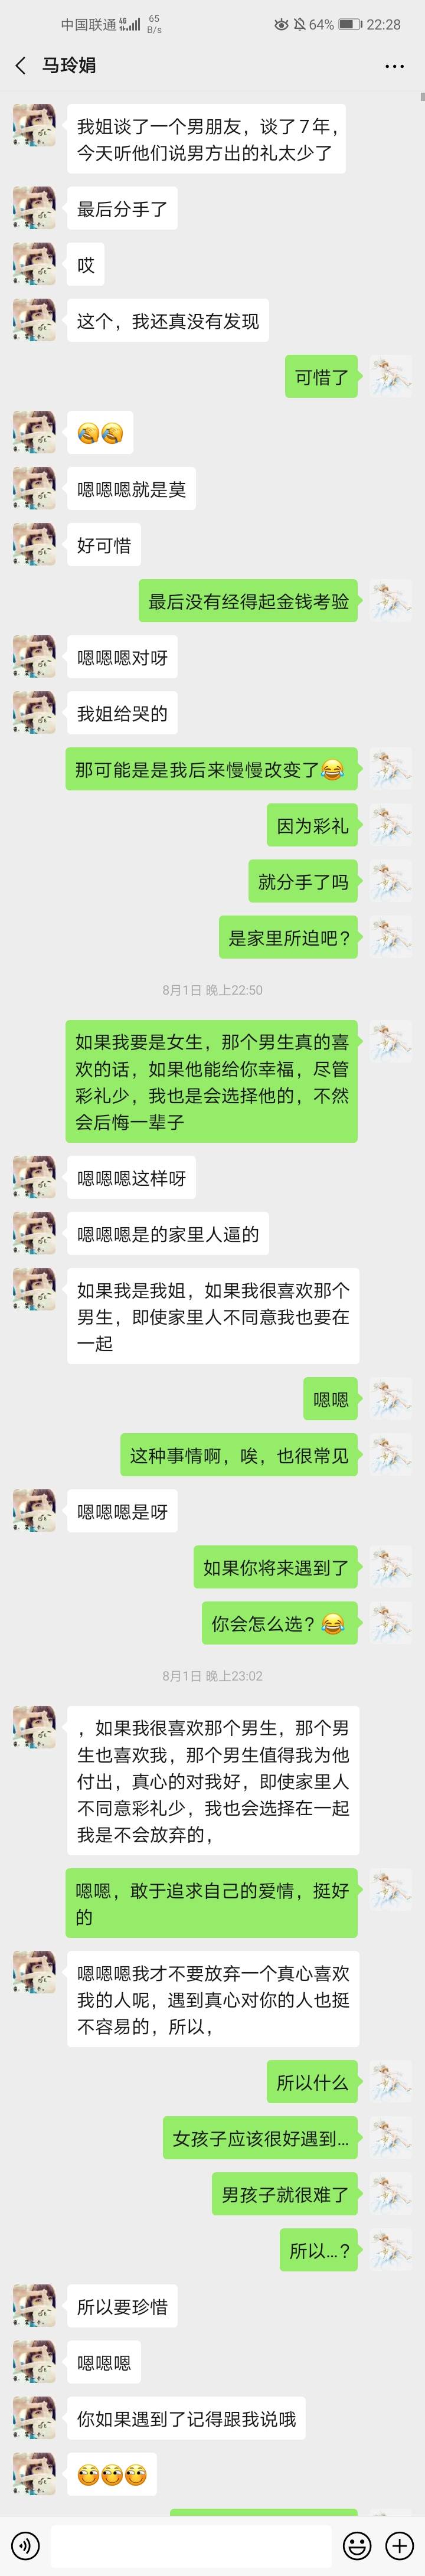 中国联通 4G 65 B/s 64% 22:28
马玲娟
我姐谈了一个男朋友，谈了7年，
今天听他们说男方出的礼太少了
最后分手了
哎
这个，我还真没有发现
可惜了
🤧🤧
嗯嗯嗯就是莫
好可惜
最后没有经得起金钱考验
嗯嗯嗯对呀
我姐给哭的
那可能是是我后来慢慢改变了😂
因为彩礼
就分手了吗
是家里所迫吧？
8月1日 晚上22:50
如果我要是女生，那个男生真的喜
欢的话，如果他能给你幸福，尽管
彩礼少，我也是会选择他的，不然
会后悔一辈子
嗯嗯嗯这样呀
嗯嗯嗯是的家里人逼的
如果我是我姐，如果我很喜欢那个
男生，即使家里人不同意我也要在
一起
嗯嗯
这种事情啊，唉，也很常见
嗯嗯嗯是呀
如果你将来遇到了
你会怎么选？😂
8月1日 晚上23:02
，如果我很喜欢那个男生，那个男
生也喜欢我，那个男生值得我为他
付出，真心的对我好，即使家里人
不同意彩礼少，我也会选择在一起
我是不会放弃的，
嗯嗯，敢于追求自己的爱情，挺好
的
嗯嗯嗯我才不要放弃一个真心喜欢
我的人呢，遇到真心对你的人也挺
不容易的，所以，
所以什么
女孩子应该很好遇到...
男孩子就很难了
所以...？
所以要珍惜
嗯嗯嗯
你如果遇到了记得跟我说哦